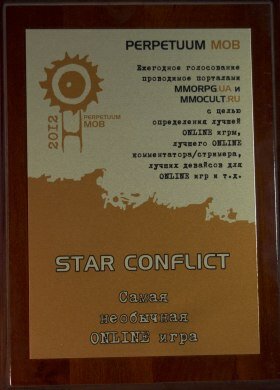 PERPETUUM MOB
Ежегодное голосование
проводимое порталами
MMORPG.UA и
MMOCULT.RU
с целью
определения лучшей
ONLINE игры,
лучшего ONLINE
комментатора/стримера,
лучших девайсов для
ONLINE игр и т.д.
2012
PERPETUUM
MOB
STAR CONFLICT
Самая
необычная
ONLINE игра